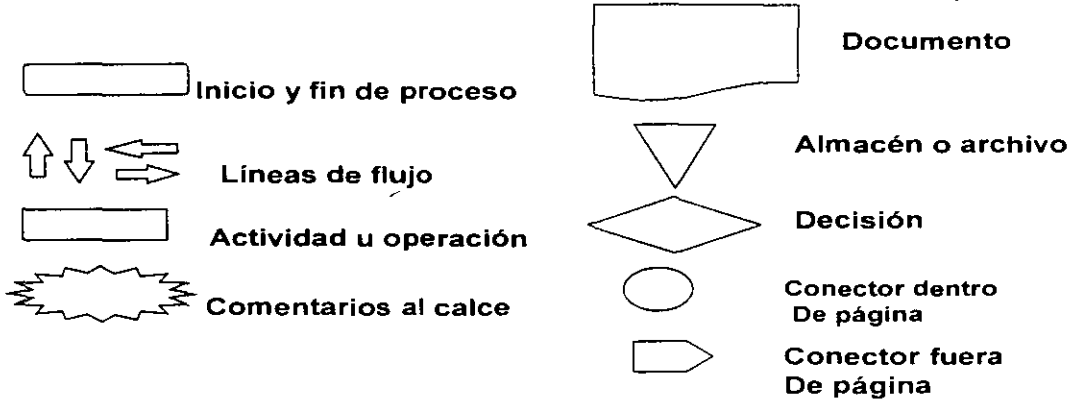 Inicio y fin de proceso
Líneas de flujo
Actividad u operación
Comentarios al calce
Documento
Almacén o archivo
Decisión
Conector dentro
De página
Conector fuera
De página